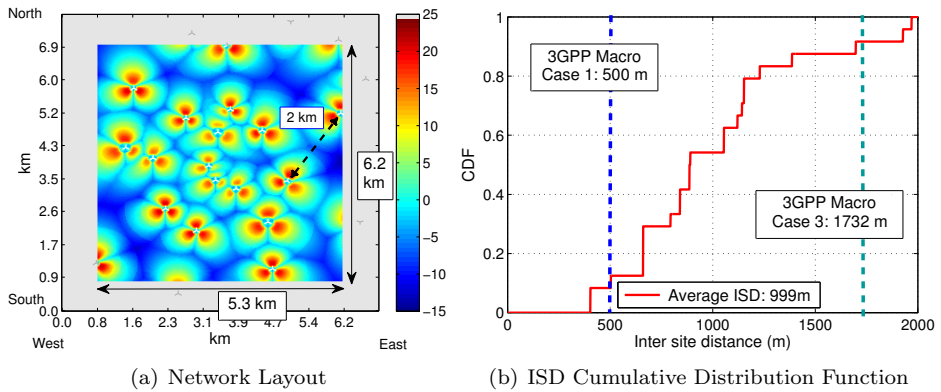 North
6.9
6.0
5.2
4.3
3.5
2.6
1.7
0.9
South
0.0
km
0.0 0.8 1.6 2.3 3.1 3.9 4.7 5.4 6.2
km
West
East
2 km
6.2
km
5.3 km
25
20
15
10
5
0
−5
−10
−15
(a) Network Layout
1
0.8
0.6
0.4
0.2
0
CDF
3GPP Macro
Case 1: 500 m
3GPP Macro
Case 3: 1732 m
Average ISD: 999m
0 500 1000 1500 2000
Inter site distance (m)
(b) ISD Cumulative Distribution Function